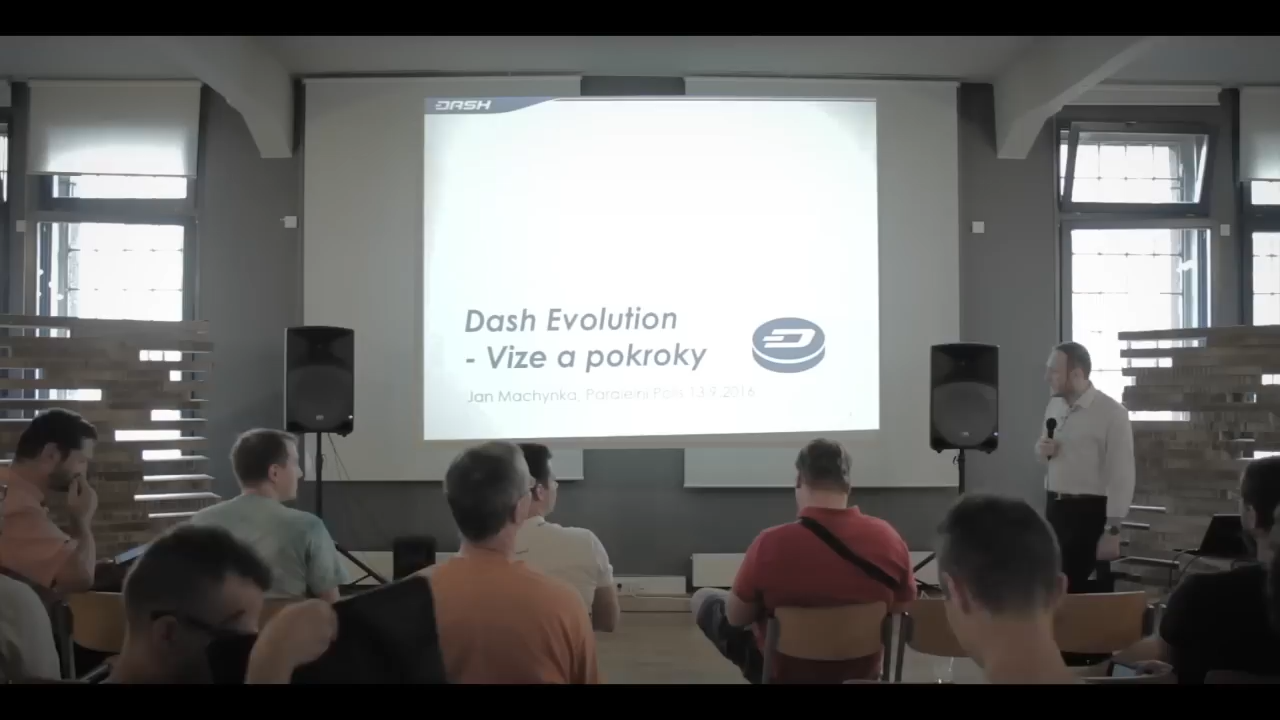 DASH
Dash Evolution
- Vize a pokroky
Jan Machynka, Paralelní Polis 13.9.2016